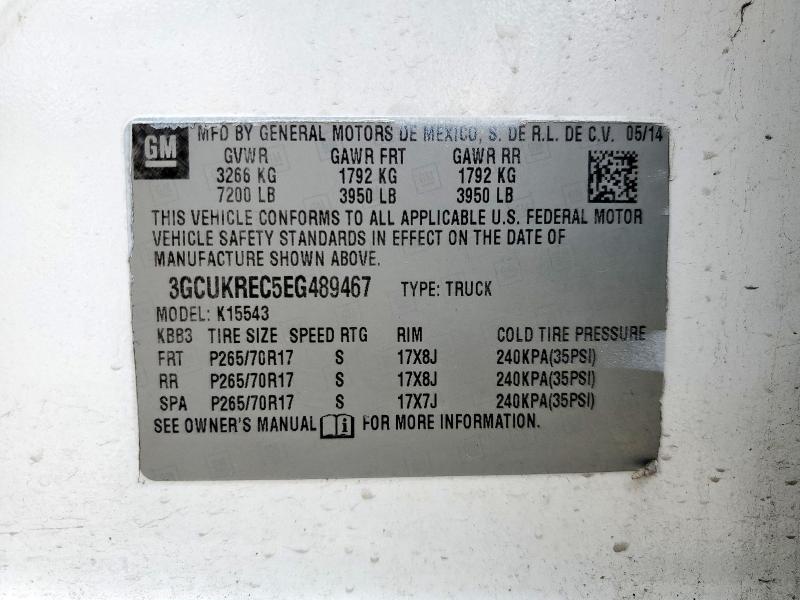 GM MFD BY GENERAL MOTORS DE MEXICO, S. DE R.L. DE C.V. 05/14
GVWR GAWR FRT GAWR RR
3266 KG 1792 KG 1792 KG
7200 LB 3950 LB 3950 LB
THIS VEHICLE CONFORMS TO ALL APPLICABLE U.S. FEDERAL MOTOR
VEHICLE SAFETY STANDARDS IN EFFECT ON THE DATE OF
MANUFACTURE SHOWN ABOVE.
3GCUKREC5EG489467 TYPE: TRUCK
MODEL: K15543
KBB3 TIRE SIZE SPEED RTG RIM COLD TIRE PRESSURE
FRT P265/70R17 S 17X8J 240KPA(35PSI)
RR P265/70R17 S 17X8J 240KPA(35PSI)
SPA P265/70R17 S 17X7J 240KPA(35PSI)
SEE OWNER'S MANUAL i FOR MORE INFORMATION.